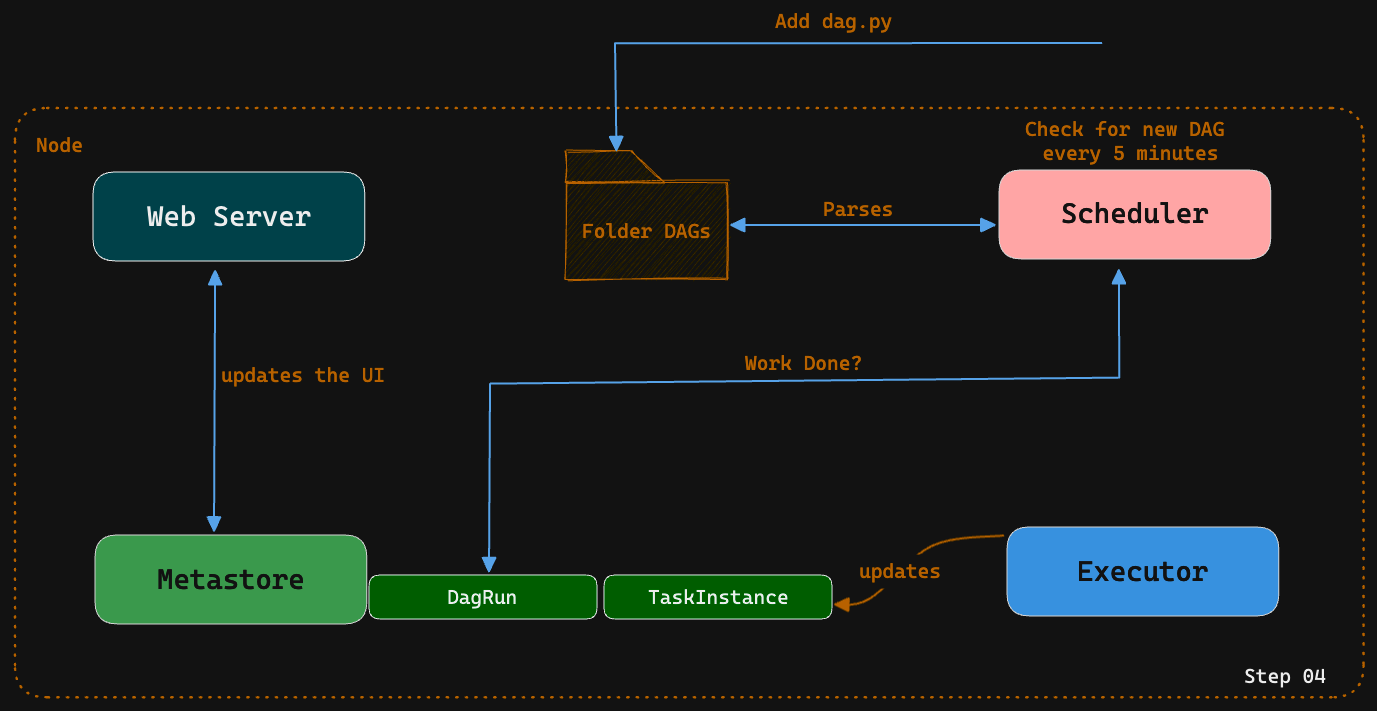 Add dag.py
Node
Check for new DAG
every 5 minutes
Web Server
Folder DAGs
Parses
Scheduler
updates the UI
Work Done?
Metastore
DagRun
TaskInstance
updates
Executor
Step 04